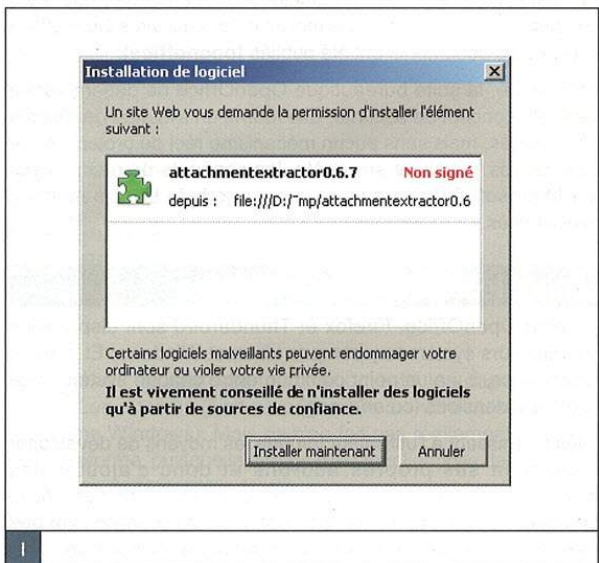 Installation de logiciel
Un site Web vous demande la permission d'installer l'élément
suivant :
attachmentextractor0.6.7 Non signé
depuis : file:///D:/~mp/attachmentextractor0.6
Certains logiciels malveillants peuvent endommager votre
ordinateur ou violer votre vie privée.
Il est vivement conseillé de n'installer des logiciels
qu'à partir de sources de confiance.
Installer maintenant Annuler
1